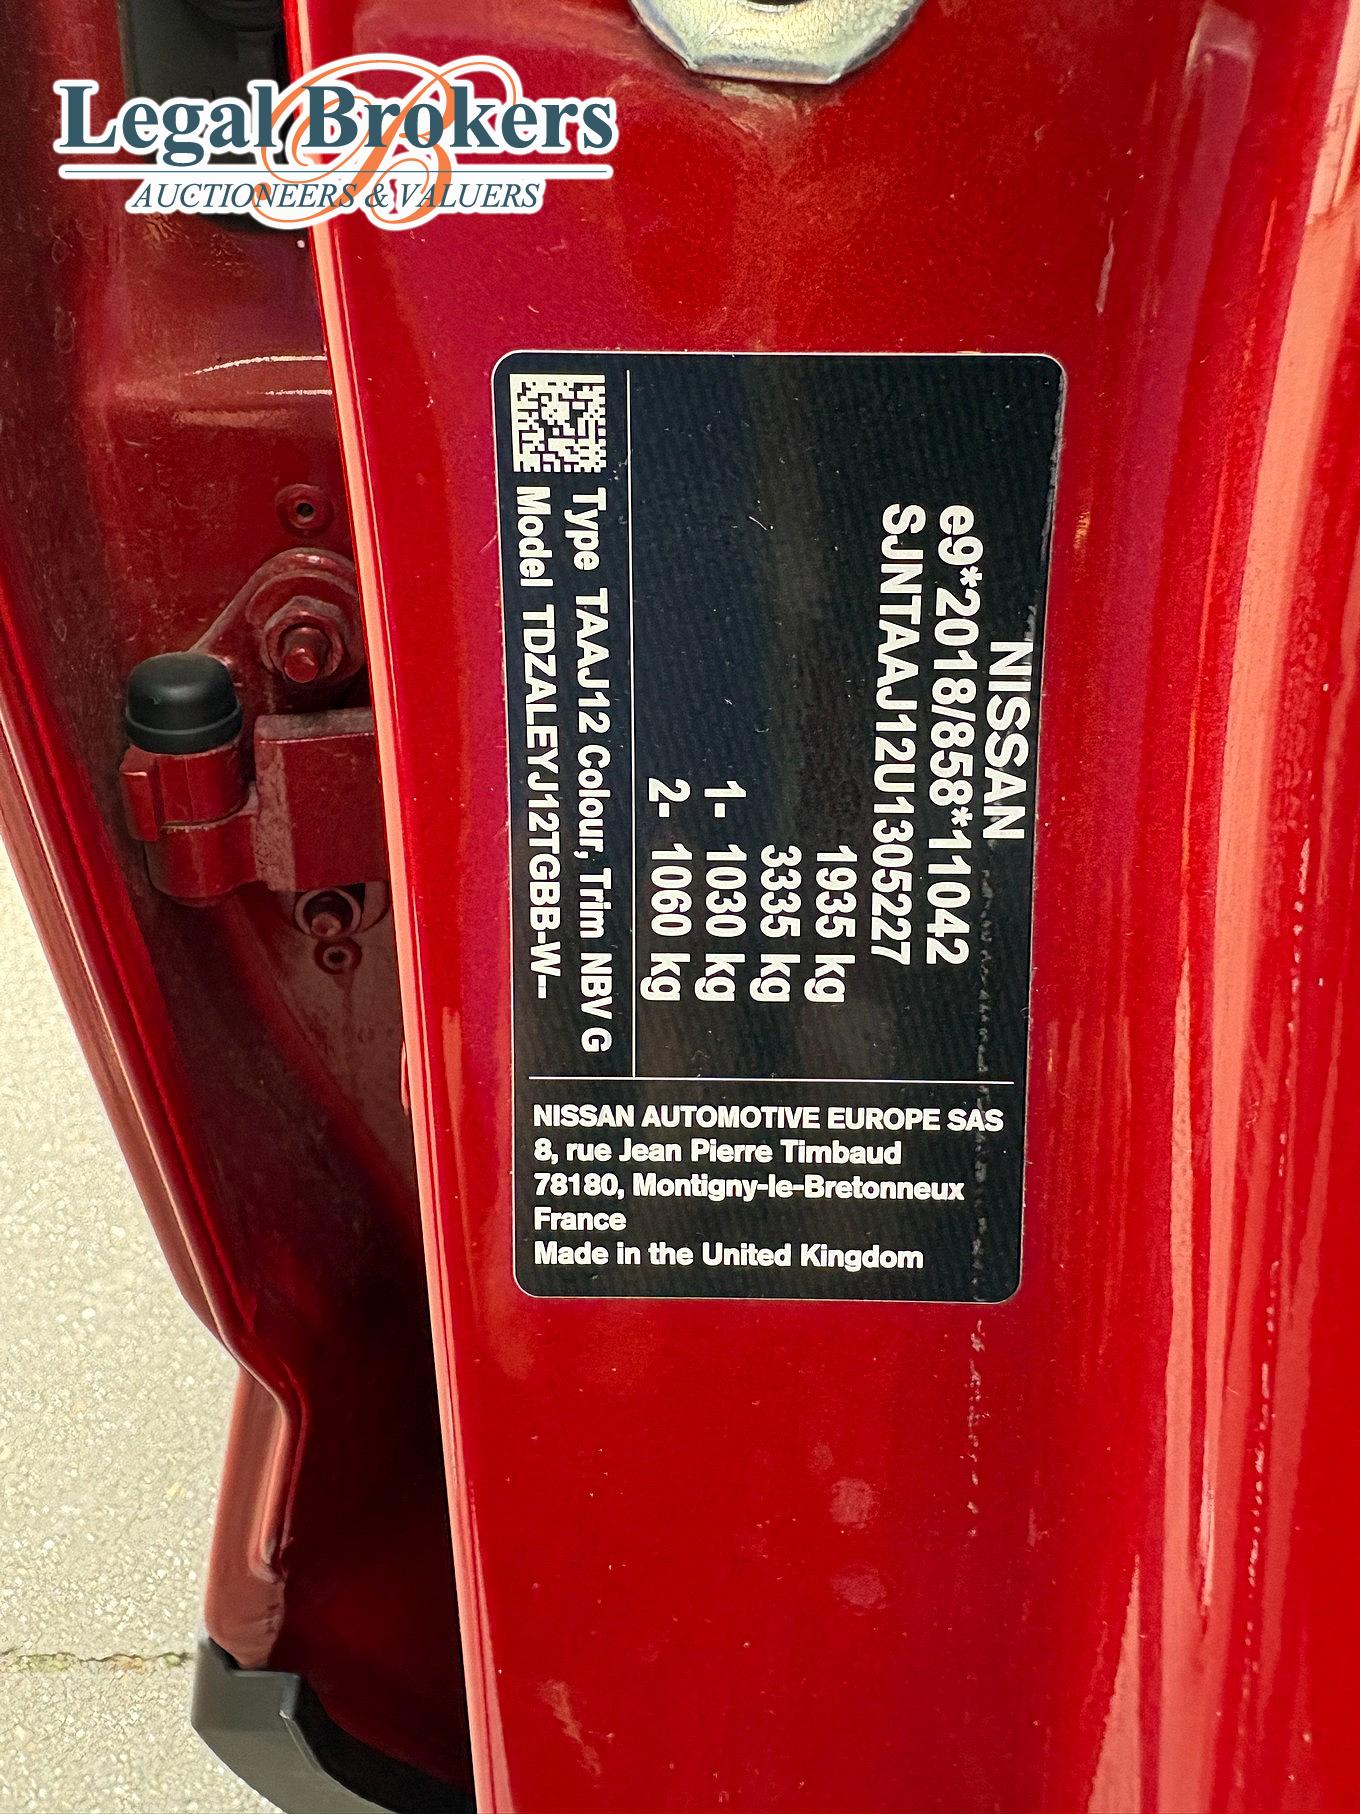 Legal Brokers
AUCTIONEERS & VALUERS
NISSAN
e9*2018/858*11042
SJNTAAJ12U1305227
1935 kg
3335 kg
1- 1030 kg
2- 1060 kg
Type TAAJ12 Colour, Trim NBV G
Model TDZALEYJ12TGBB-W--
NISSAN AUTOMOTIVE EUROPE SAS
8, rue Jean Pierre Timbaud
78180, Montigny-le-Bretonneux
France
Made in the United Kingdom